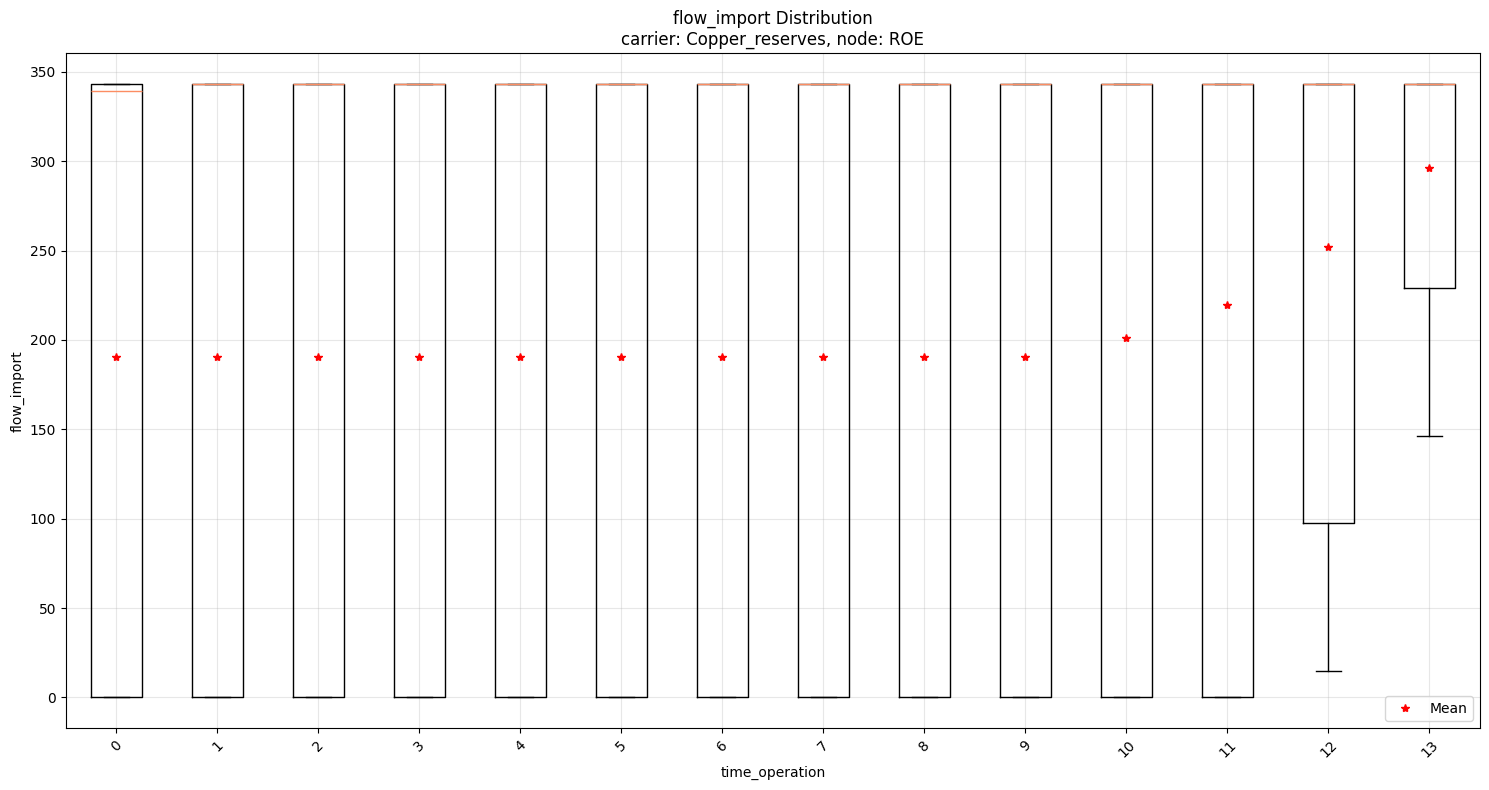 flow_import Distribution
carrier: Copper_reserves, node: ROE
flow_import
350
300
250
200
150
100
50
0
Mean
0 1 2 3 4 5 6 7 8 9 10 11 12 13
time_operation